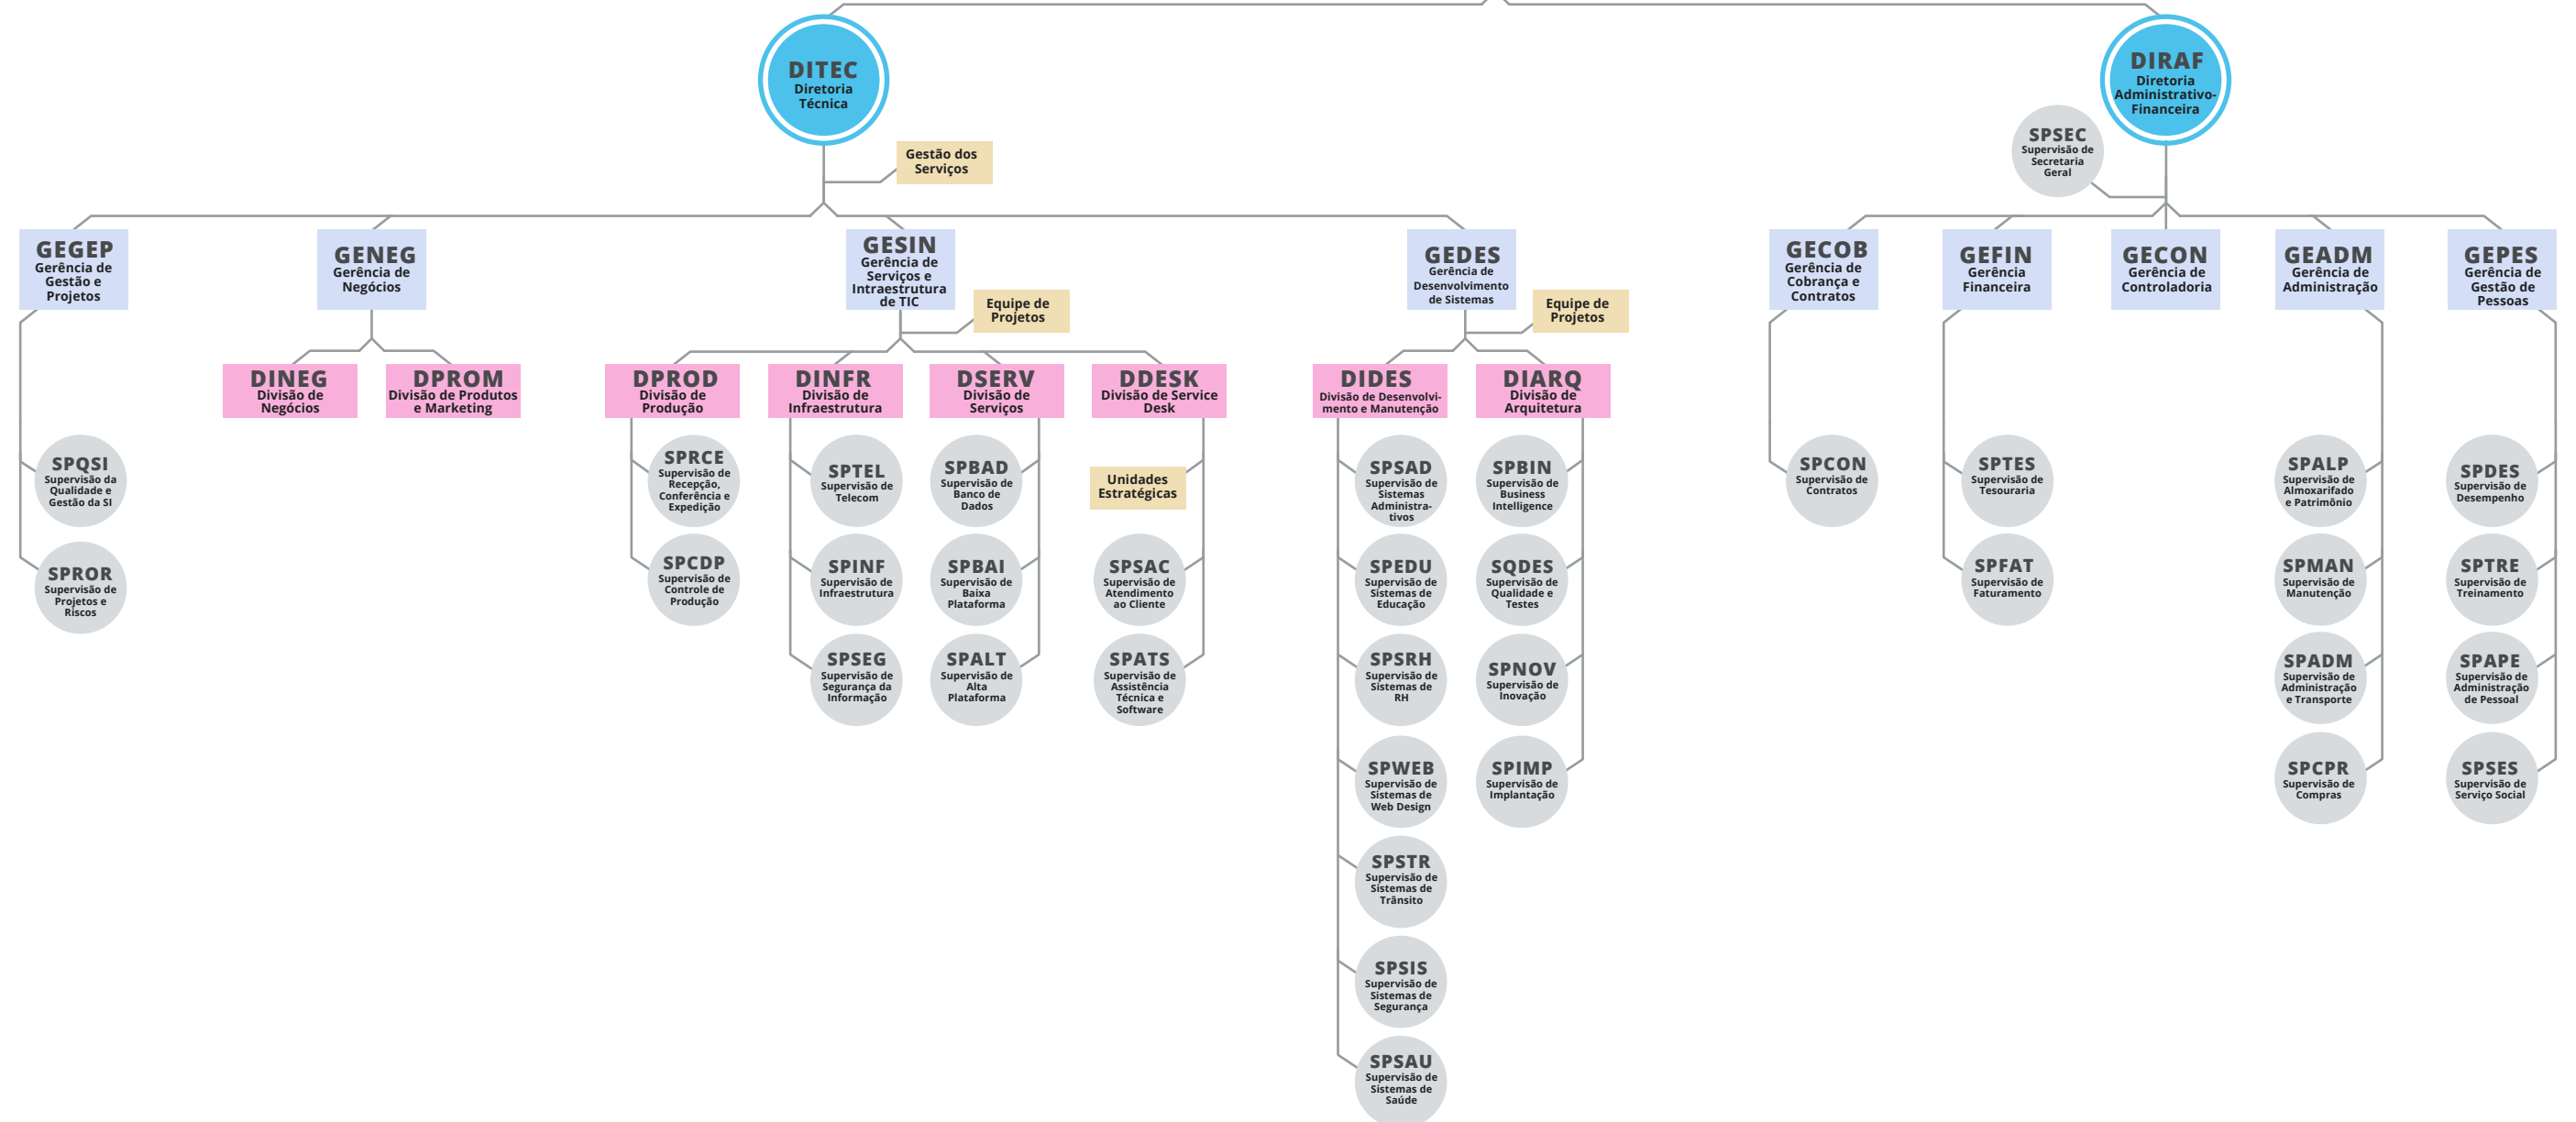 DITEC
Diretoria
Técnica
DIRAF
Diretoria
Administrativo-
Financeira
SPSEC
Supervisão de
Secretaria
Geral
Gestão dos
Serviços
GEGEP
Gerência de
Gestão e
Projetos
GENEG
Gerência de
Negócios
GESIN
Gerência de
Serviços e
Intraestrutura
de TIC
Equipe de
Projetos
GEDES
Gerência de
Desenvolvimento
de Sistemas
Equipe de
Projetos
GECOB
Gerência de
Cobrança e
Contratos
GEFIN
Gerência
Financeira
GECON
Gerência de
Controladoria
GEADM
Gerência de
Administração
GEPES
Gerência de
Gestão de
Pessoas
DINEG
Divisão de
Negócios
DPROM
Divisão de Produtos
e Marketing
DPROD
Divisão de
Produção
DINFR
Divisão de
Infraestrutura
DSERV
Divisão de
Serviços
DDESK
Divisão de Service
Desk
DIDES
Divisão de Desenvolvi-
mento e Manutenção
DIARQ
Divisão de
Arquitetura
SPQSI
Supervisão da
Qualidade e
Gestão da SI
SPROR
Supervisão de
Projetos e
Riscos
SPRCE
Supervisão de
Recepção,
Conferência e
Expedição
SPCDP
Supervisão de
Controle de
Produção
SPTEL
Supervisão de
Telecom
SPINF
Supervisão de
Infraestrutura
SPSEG
Supervisão de
Segurança da
Informação
SPBAD
Supervisão de
Banco de
Dados
SPBAI
Supervisão de
Baixa
Plataforma
SPALT
Supervisão de
Alta
Plataforma
Unidades
Estratégicas
SPSAC
Supervisão de
Atendimento
ao Cliente
SPATS
Supervisão de
Assistência
Técnica e
Software
SPSAD
Supervisão de
Sistemas
Administra-
tivos
SPEDU
Supervisão de
Sistemas de
Educação
SPSRH
Supervisão de
Sistemas de
RH
SPWEB
Supervisão de
Sistemas de
Web Design
SPSTR
Supervisão de
Sistemas de
Trânsito
SPSIS
Supervisão de
Sistemas de
Segurança
SPSAU
Supervisão de
Sistemas de
Saúde
SPBIN
Supervisão de
Business
Intelligence
SQDES
Supervisão de
Qualidade e
Testes
SPNOV
Supervisão de
Inovação
SPIMP
Supervisão de
Implantação
SPCON
Supervisão de
Contratos
SPTES
Supervisão de
Tesouraria
SPFAT
Supervisão de
Faturamento
SPALP
Supervisão de
Almoxarifado
e Patrimônio
SPMAN
Supervisão de
Manutenção
SPADM
Supervisão de
Administração
e Transporte
SPCPR
Supervisão de
Compras
SPDES
Supervisão de
Desempenho
SPTRE
Supervisão de
Treinamento
SPAPE
Supervisão de
Administração
de Pessoal
SPSES
Supervisão de
Serviço Social